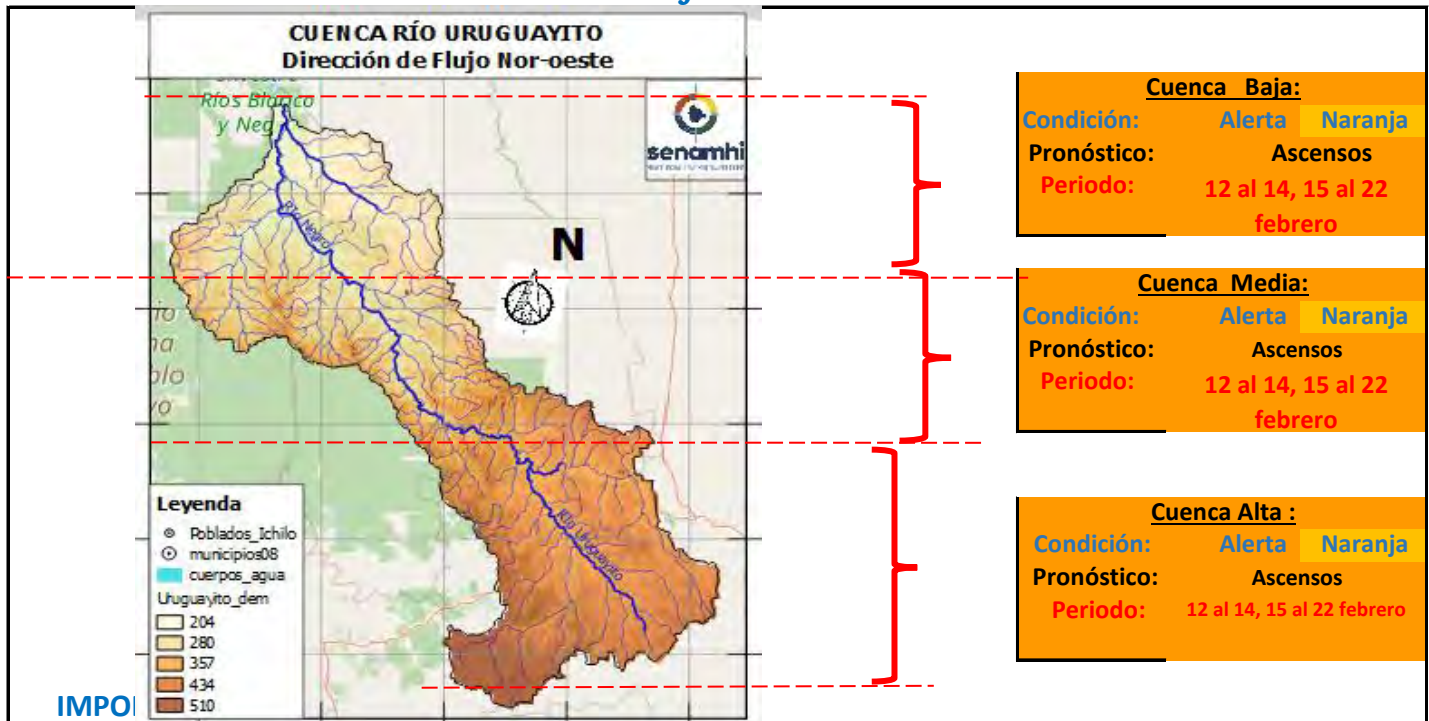 CUENCA RÍO URUGUAYITO
Dirección de Flujo Nor-oeste
Ríos Blanco
y Neg
senamhi
Río Negro
N
Río Uruguayito
Leyenda
Poblados_Ichilo
municipios08
cuerpos_agua
Uruguayito_dem
204
280
357
434
510
IMPO
Cuenca Baja:
Condición: Alerta Naranja
Pronóstico: Ascensos
Periodo: 12 al 14, 15 al 22
febrero
Cuenca Media:
Condición: Alerta Naranja
Pronóstico: Ascensos
Periodo: 12 al 14, 15 al 22
febrero
Cuenca Alta :
Condición: Alerta Naranja
Pronóstico: Ascensos
Periodo: 12 al 14, 15 al 22 febrero